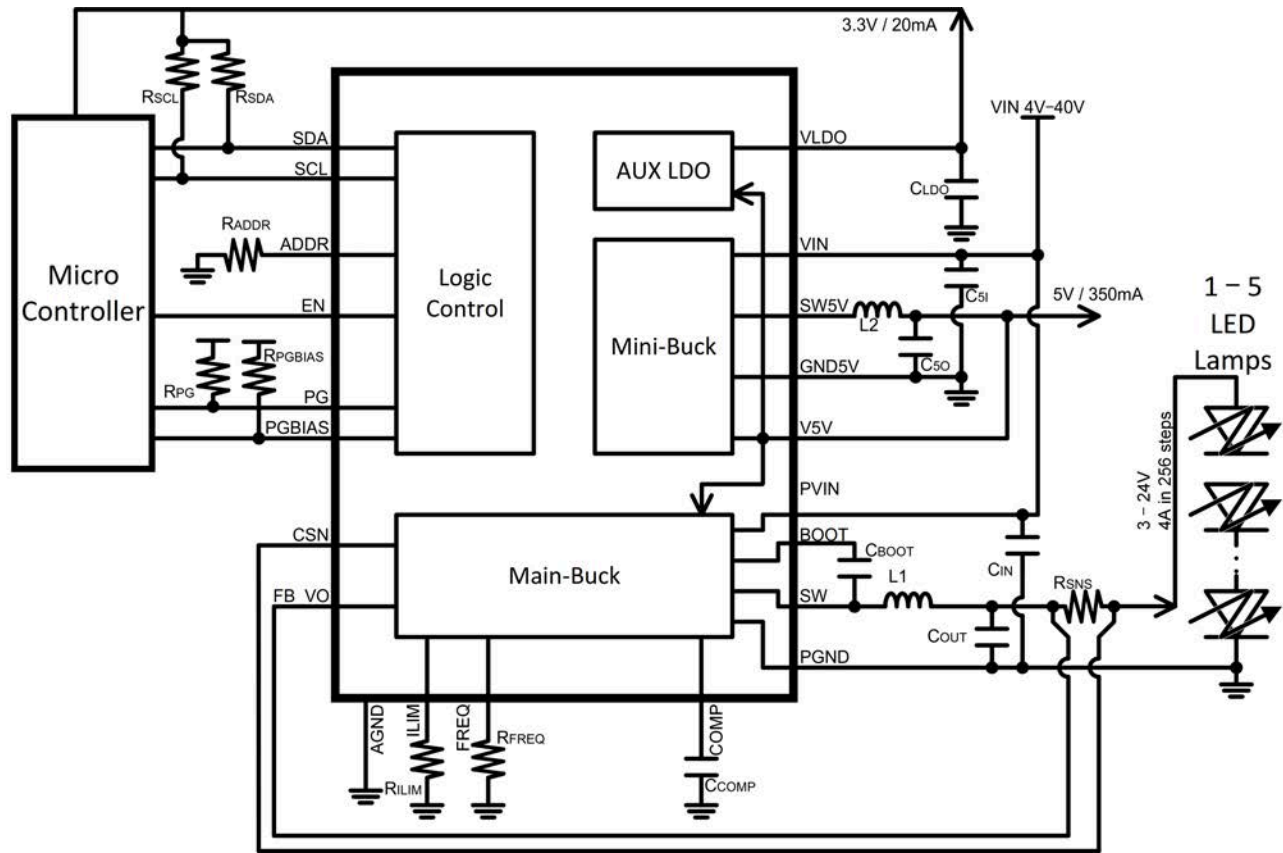 3.3V / 20mA
RSCL
RSDA
VIN 4V–40V
SDA
SCL
VLDO
AUX LDO
CLDO
RADDR
ADDR
VIN
Micro
Controller
Logic
Control
EN
Mini-Buck
SW5V
L2
C5I
5V / 350mA
1 – 5
LED
Lamps
C5O
GND5V
RPGBIAS
RPG
PG
PGBIAS
V5V
PVIN
3 – 24V
4A in 256 steps
CSN
BOOT
CBOOT
Main-Buck
L1
CIN
RSNS
FB VO
SW
COUT
PGND
AGND
ILIM
FREQ
RFREQ
COMP
RILIM
CCOMP